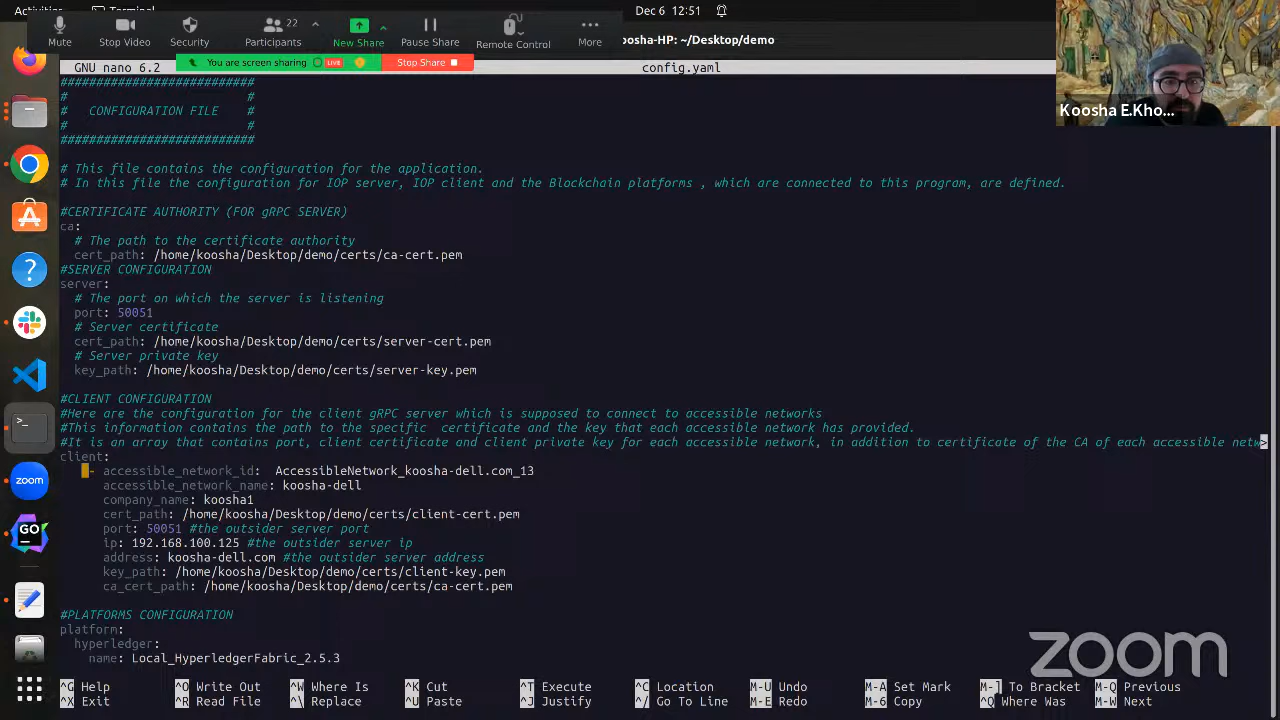 Activities Terminal Dec 6 12:51
Mute
Stop Video
Security
22
Participants
New Share
Pause Share
Remote Control
More
You are screen sharing LIVE Stop Share
oosha-HP: ~/Desktop/demo
GNU nano 6.2 config.yaml
###########################
# #
# CONFIGURATION FILE #
# #
###########################
# This file contains the configuration for the application.
# In this file the configuration for IOP server, IOP client and the Blockchain platforms , which are connected to this program, are defined.
#CERTIFICATE AUTHORITY (FOR gRPC SERVER)
ca:
# The path to the certificate authority
cert_path: /home/koosha/Desktop/demo/certs/ca-cert.pem
#SERVER CONFIGURATION
server:
# The port on which the server is listening
port: 50051
# Server certificate
cert_path: /home/koosha/Desktop/demo/certs/server-cert.pem
# Server private key
key_path: /home/koosha/Desktop/demo/certs/server-key.pem
#CLIENT CONFIGURATION
#Here are the configuration for the client gRPC server which is supposed to connect to accessible networks
#This information contains the path to the specific  certificate and the key that each accessible network has provided.
#It is an array that contains port, client certificate and client private key for each accessible network, in addition to certificate of the CA of each accessible netw>
client:
- accessible_network_id:  AccessibleNetwork_koosha-dell.com_13
accessible_network_name: koosha-dell
company_name: koosha1
cert_path: /home/koosha/Desktop/demo/certs/client-cert.pem
port: 50051 #the outsider server port
ip: 192.168.100.125 #the outsider server ip
address: koosha-dell.com #the outsider server address
key_path: /home/koosha/Desktop/demo/certs/client-key.pem
ca_cert_path: /home/koosha/Desktop/demo/certs/ca-cert.pem
#PLATFORMS CONFIGURATION
platform:
hyperledger:
name: Local_HyperledgerFabric_2.5.3
^G Help ^O Write Out ^W Where Is ^K Cut ^T Execute ^C Location M-U Undo M-A Set Mark M-] To Bracket M-Q Previous
^X Exit ^R Read File ^\ Replace ^U Paste ^J Justify ^/ Go To Line M-E Redo M-6 Copy ^Q Where Was M-W Next
Koosha E.Kho...
zoom
GO
zoom